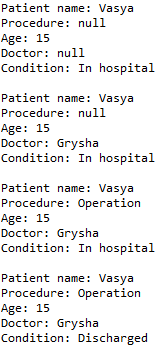 Patient name: Vasya
Procedure: null
Age: 15
Doctor: null
Condition: In hospital

Patient name: Vasya
Procedure: null
Age: 15
Doctor: Grysha
Condition: In hospital

Patient name: Vasya
Procedure: Operation
Age: 15
Doctor: Grysha
Condition: In hospital

Patient name: Vasya
Procedure: Operation
Age: 15
Doctor: Grysha
Condition: Discharged